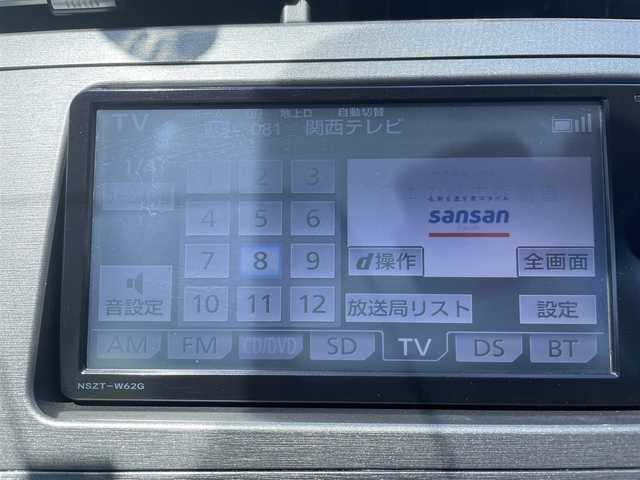 TV
地上D 自動切替
081 関西テレビ
1 2 3
4 5 6
sansan
7 8 9
d操作 全画面
音設定
10 11 12
放送局リスト 設定
AM FM CD/DVD SD TV DS BT
NSZT-W62G